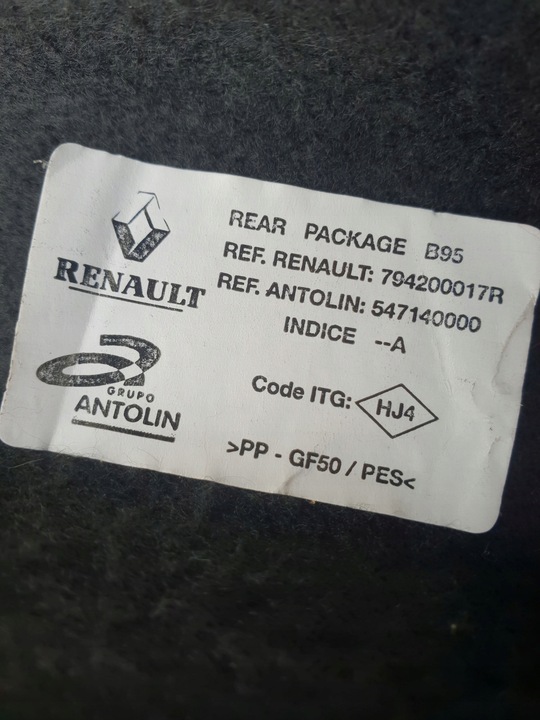 RENAULT
REAR PACKAGE B95
REF. RENAULT: 794200017R
REF. ANTOLIN: 547140000
INDICE --A
GRUPO
ANTOLIN
Code ITG: HJ4
>PP - GF50 / PES<